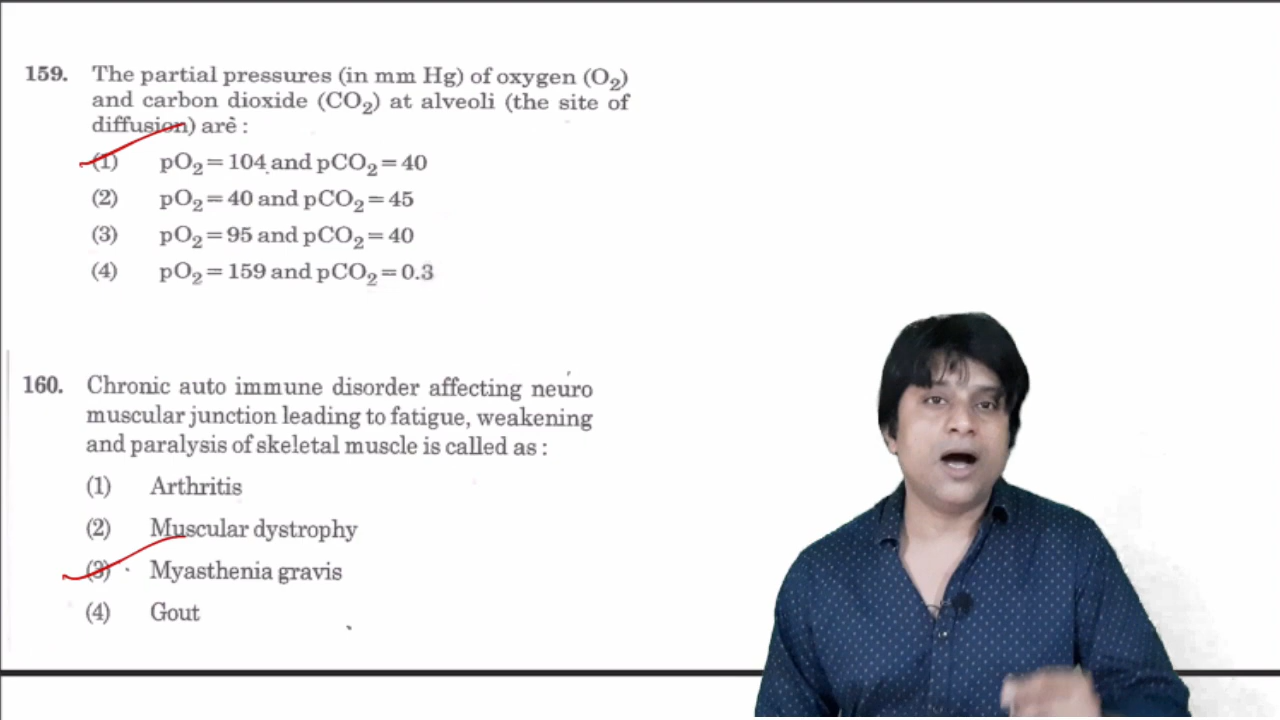 159. The partial pressures (in mm Hg) of oxygen (O₂)
and carbon dioxide (CO₂) at alveoli (the site of
diffusion) are :
(1) pO₂ = 104 and pCO₂ = 40
(2) pO₂ = 40 and pCO₂ = 45
(3) pO₂ = 95 and pCO₂ = 40
(4) pO₂ = 159 and pCO₂ = 0.3
160. Chronic auto immune disorder affecting neuro
muscular junction leading to fatigue, weakening
and paralysis of skeletal muscle is called as :
(1) Arthritis
(2) Muscular dystrophy
(3) Myasthenia gravis
(4) Gout